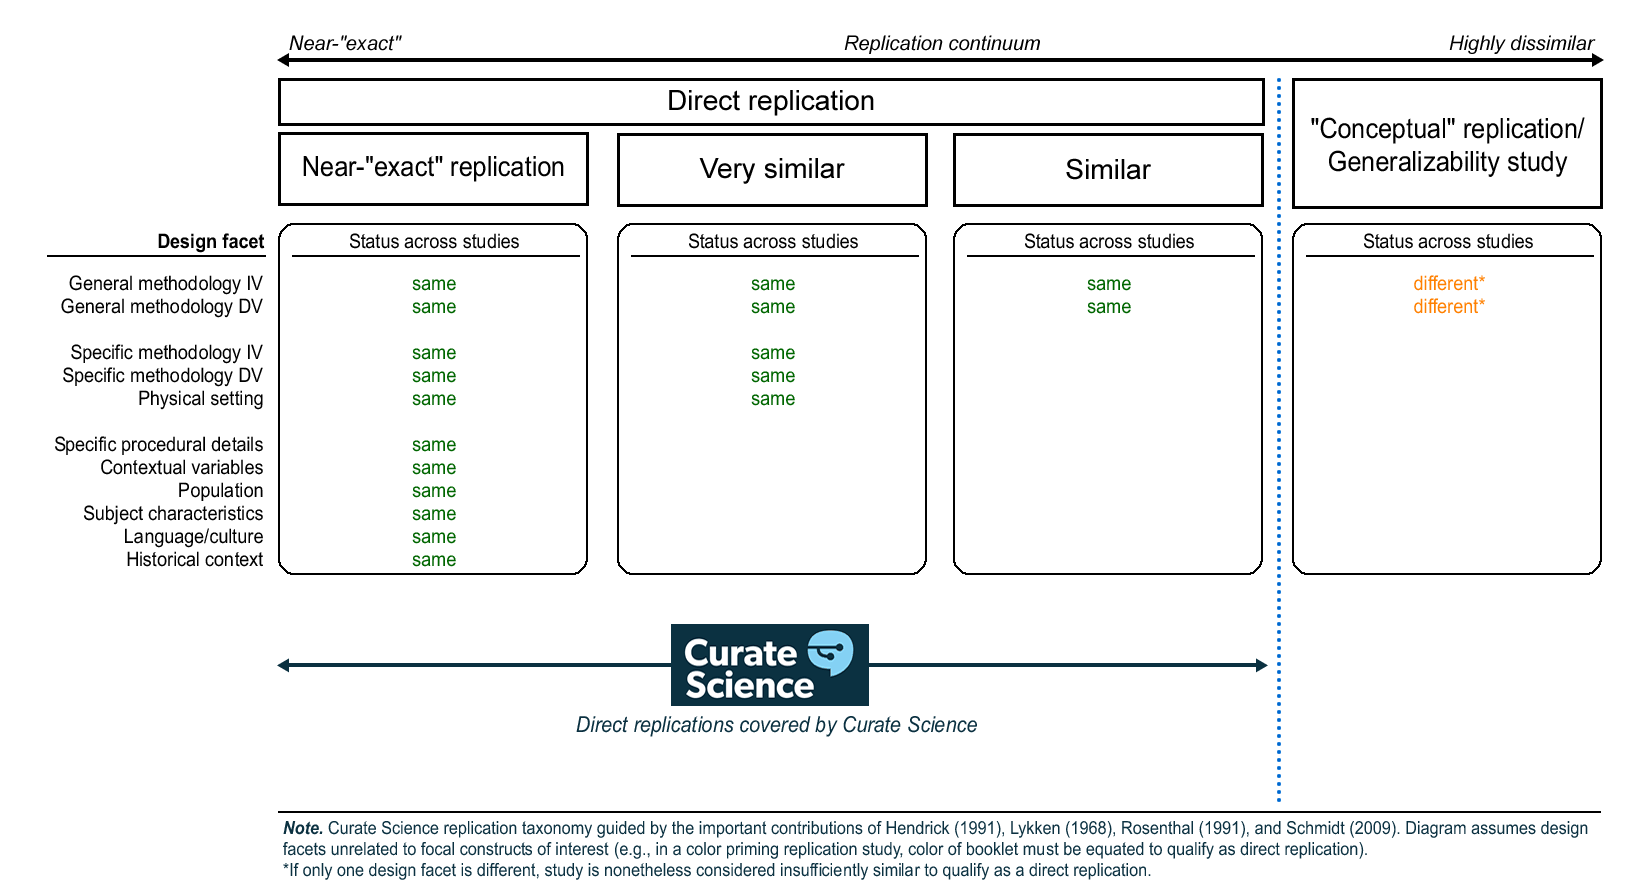 Near-"exact" Replication continuum Highly dissimilar
Direct replication
"Conceptual" replication/
Generalizability study
Near-"exact" replication Very similar Similar
Design facet Status across studies Status across studies Status across studies Status across studies
General methodology IV same same same different*
General methodology DV same same same different*
Specific methodology IV same same
Specific methodology DV same same
Physical setting same same
Specific procedural details same
Contextual variables same
Population same
Subject characteristics same
Language/culture same
Historical context same
Curate
Science
Direct replications covered by Curate Science
Note. Curate Science replication taxonomy guided by the important contributions of Hendrick (1991), Lykken (1968), Rosenthal (1991), and Schmidt (2009). Diagram assumes design
facets unrelated to focal constructs of interest (e.g., in a color priming replication study, color of booklet must be equated to qualify as direct replication).
*If only one design facet is different, study is nonetheless considered insufficiently similar to qualify as a direct replication.